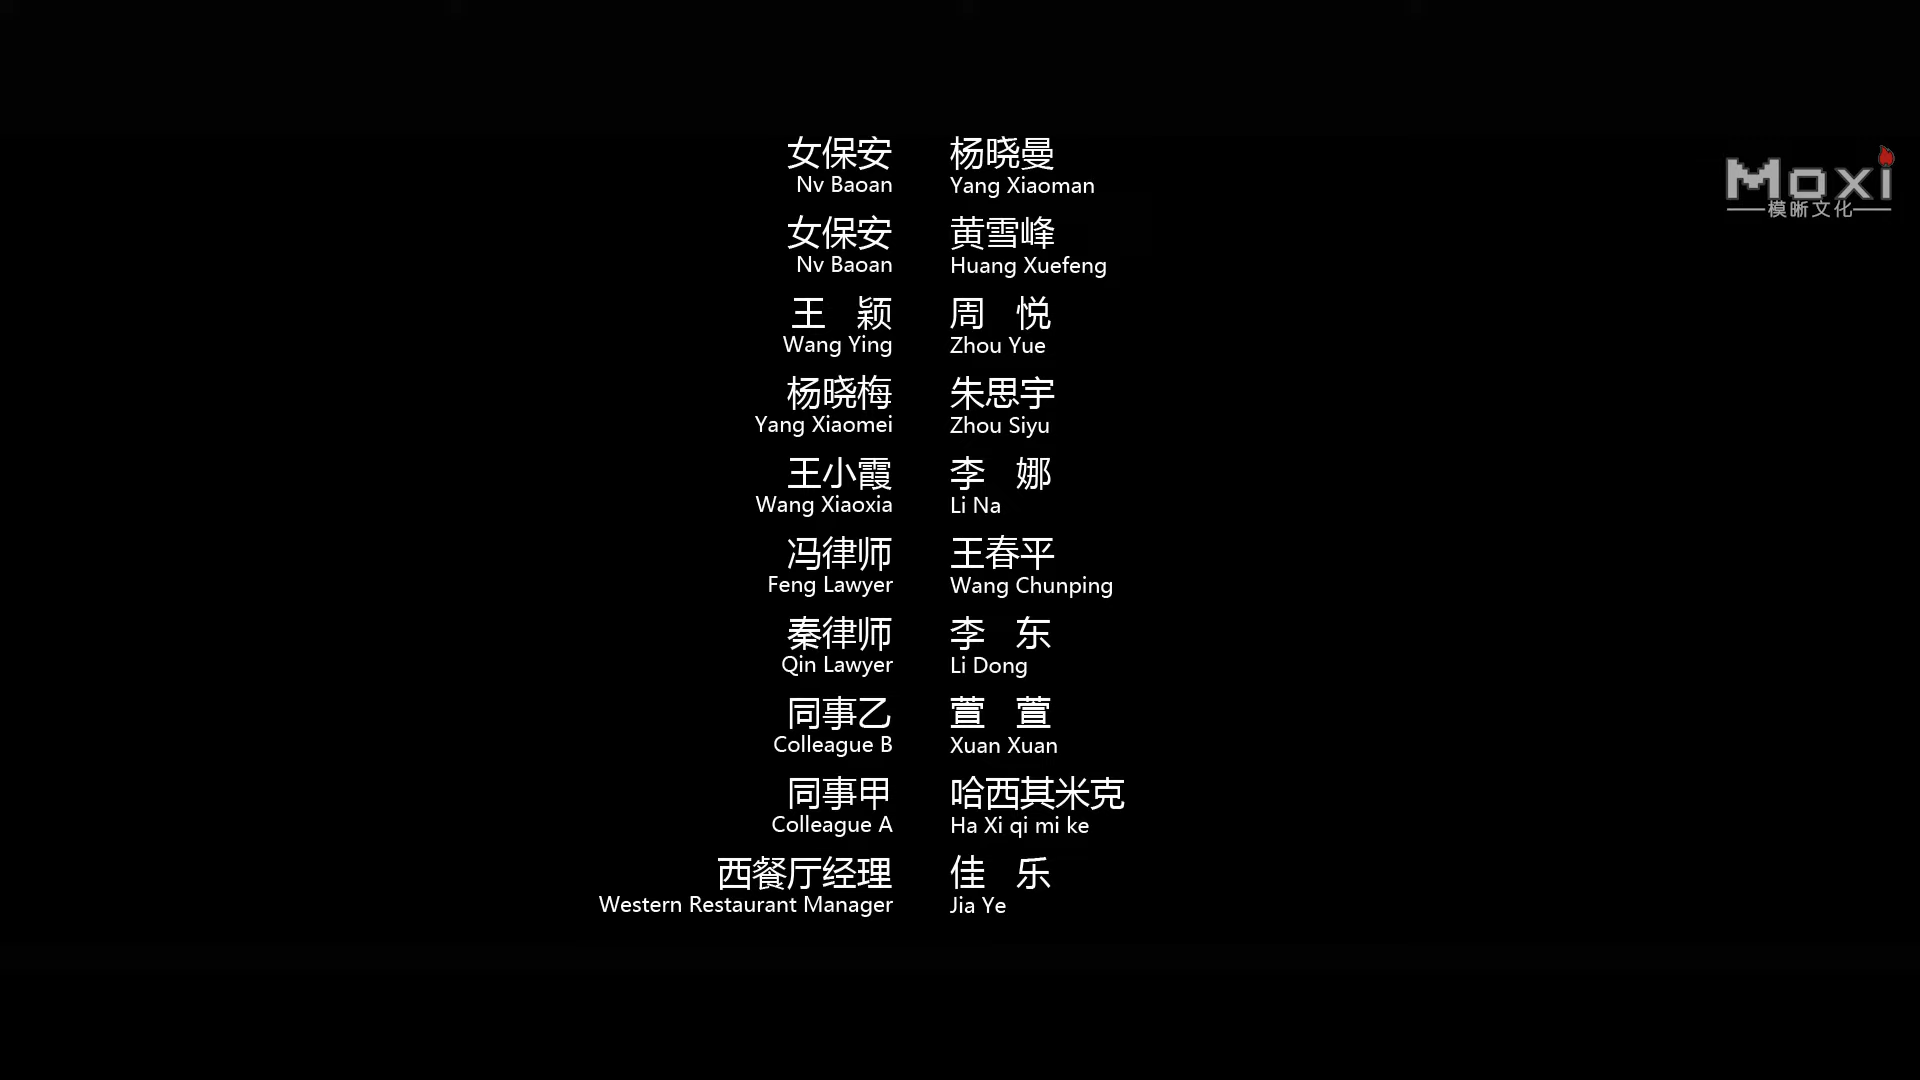 女保安 杨晓曼
Nv Baoan Yang Xiaoman
女保安 黄雪峰
Nv Baoan Huang Xuefeng
王 颖 周 悦
Wang Ying Zhou Yue
杨晓梅 朱思宇
Yang Xiaomei Zhou Siyu
王小霞 李 娜
Wang Xiaoxia Li Na
冯律师 王春平
Feng Lawyer Wang Chunping
秦律师 李 东
Qin Lawyer Li Dong
同事乙 萱 萱
Colleague B Xuan Xuan
同事甲 哈西其米克
Colleague A Ha Xi qi mi ke
西餐厅经理 佳 乐
Western Restaurant Manager Jia Ye
Moxi
模晰文化